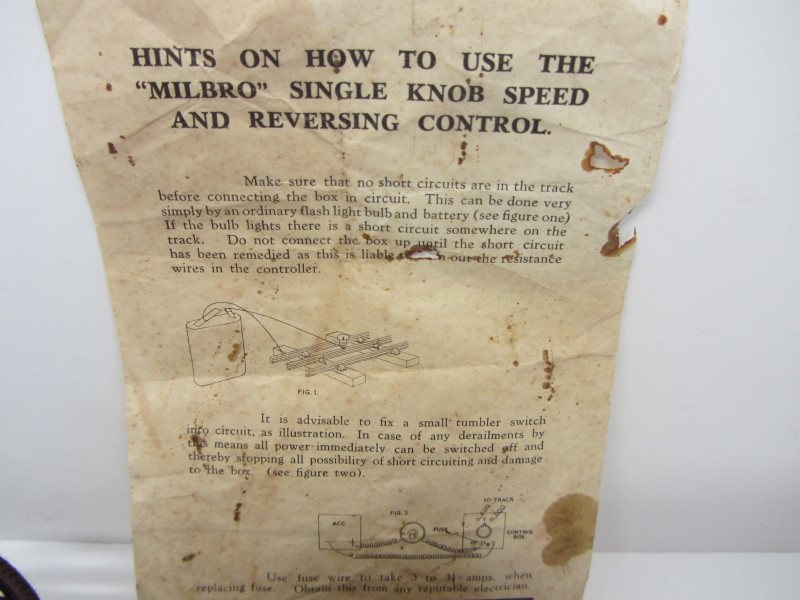 HINTS ON HOW TO USE THE
"MILBRO" SINGLE KNOB SPEED
AND REVERSING CONTROL.
Make sure that no short circuits are in the track
before connecting the box in circuit. This can be done very
simply by an ordinary flash light bulb and battery (see figure one)
If the bulb lights there is a short circuit somewhere on the
track. Do not connect the box up until the short circuit
has been remedied as this is liable out the resistance
wires in the controller.
FIG. 1.
It is advisable to fix a small tumbler switch
into circuit, as illustration. In case of any derailments by
this means all power immediately can be switched off and
thereby stopping all possibility of short circuiting and damage
to the box. (see figure two).
TO TRACK
ACC.
FIG. 2
FUSE
CONTROL
BOX
Use fuse wire to take 3 to 3½ amps. when
replacing fuse. Obtain this from any reputable electrician.